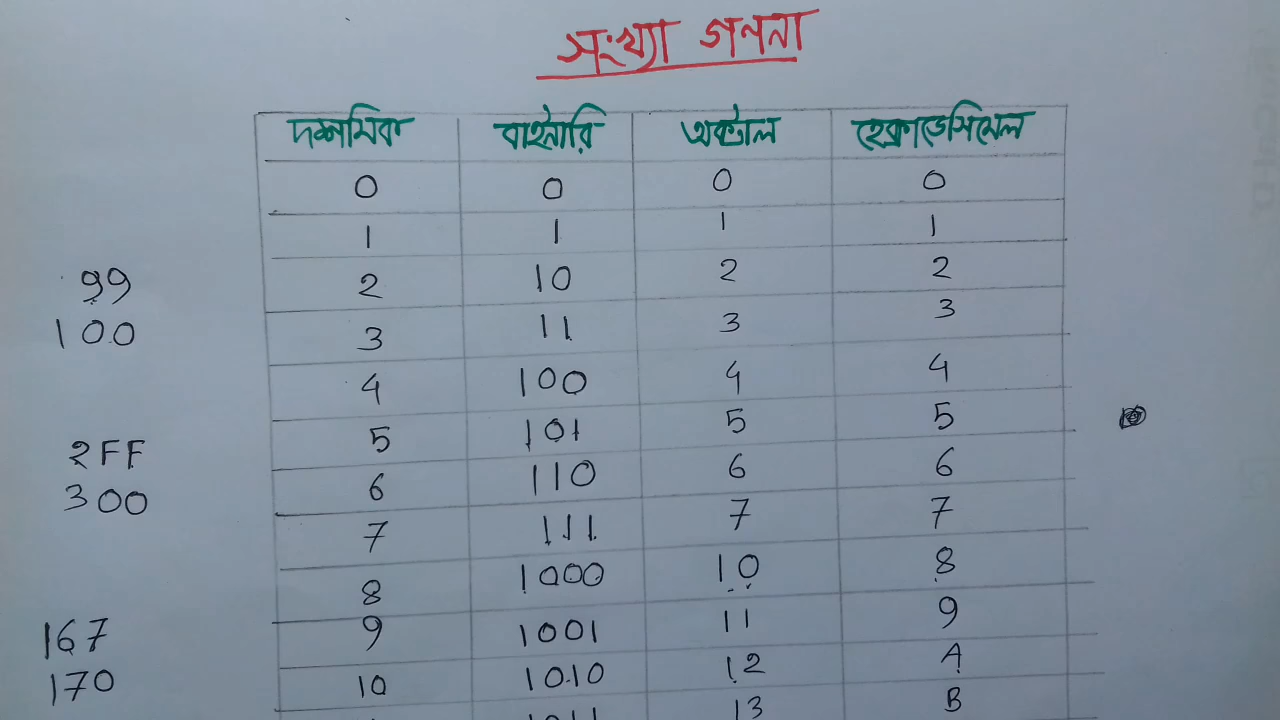 সংখ্যা গননা
দশমিক বাইনারি অক্টাল হেক্সাডেসিমেল
0 0 0 0
1 1 1 1
2 10 2 2
3 11 3 3
4 100 4 4
5 101 5 5
6 110 6 6
7 111 7 7
8 1000 10 8
9 1001 11 9
10 1010 12 A
1011 13 B
99
100
2FF
300
167
170